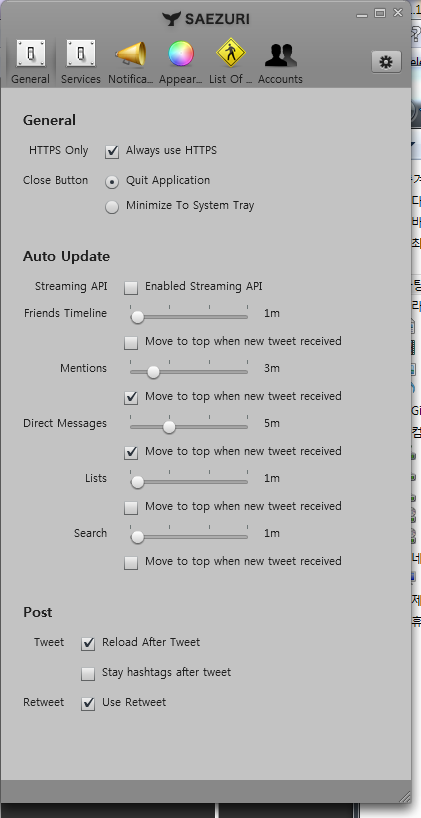 SAEZURI
General Services Notifica... Appear... List Of ... Accounts
General
HTTPS Only Always use HTTPS
Close Button Quit Application
Minimize To System Tray
Auto Update
Streaming API Enabled Streaming API
Friends Timeline 1m
Move to top when new tweet received
Mentions 3m
Move to top when new tweet received
Direct Messages 5m
Move to top when new tweet received
Lists 1m
Move to top when new tweet received
Search 1m
Move to top when new tweet received
Post
Tweet Reload After Tweet
Stay hashtags after tweet
Retweet Use Retweet